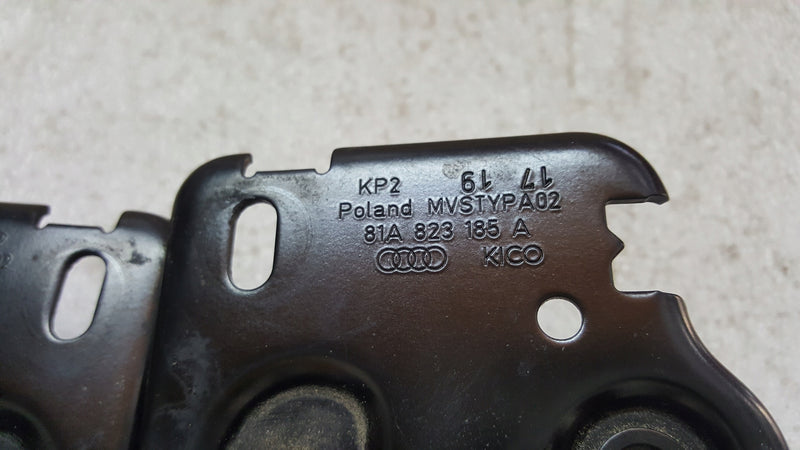 KP2 19 17
Poland MVSTYPA02
81A 823 185 A
KICO